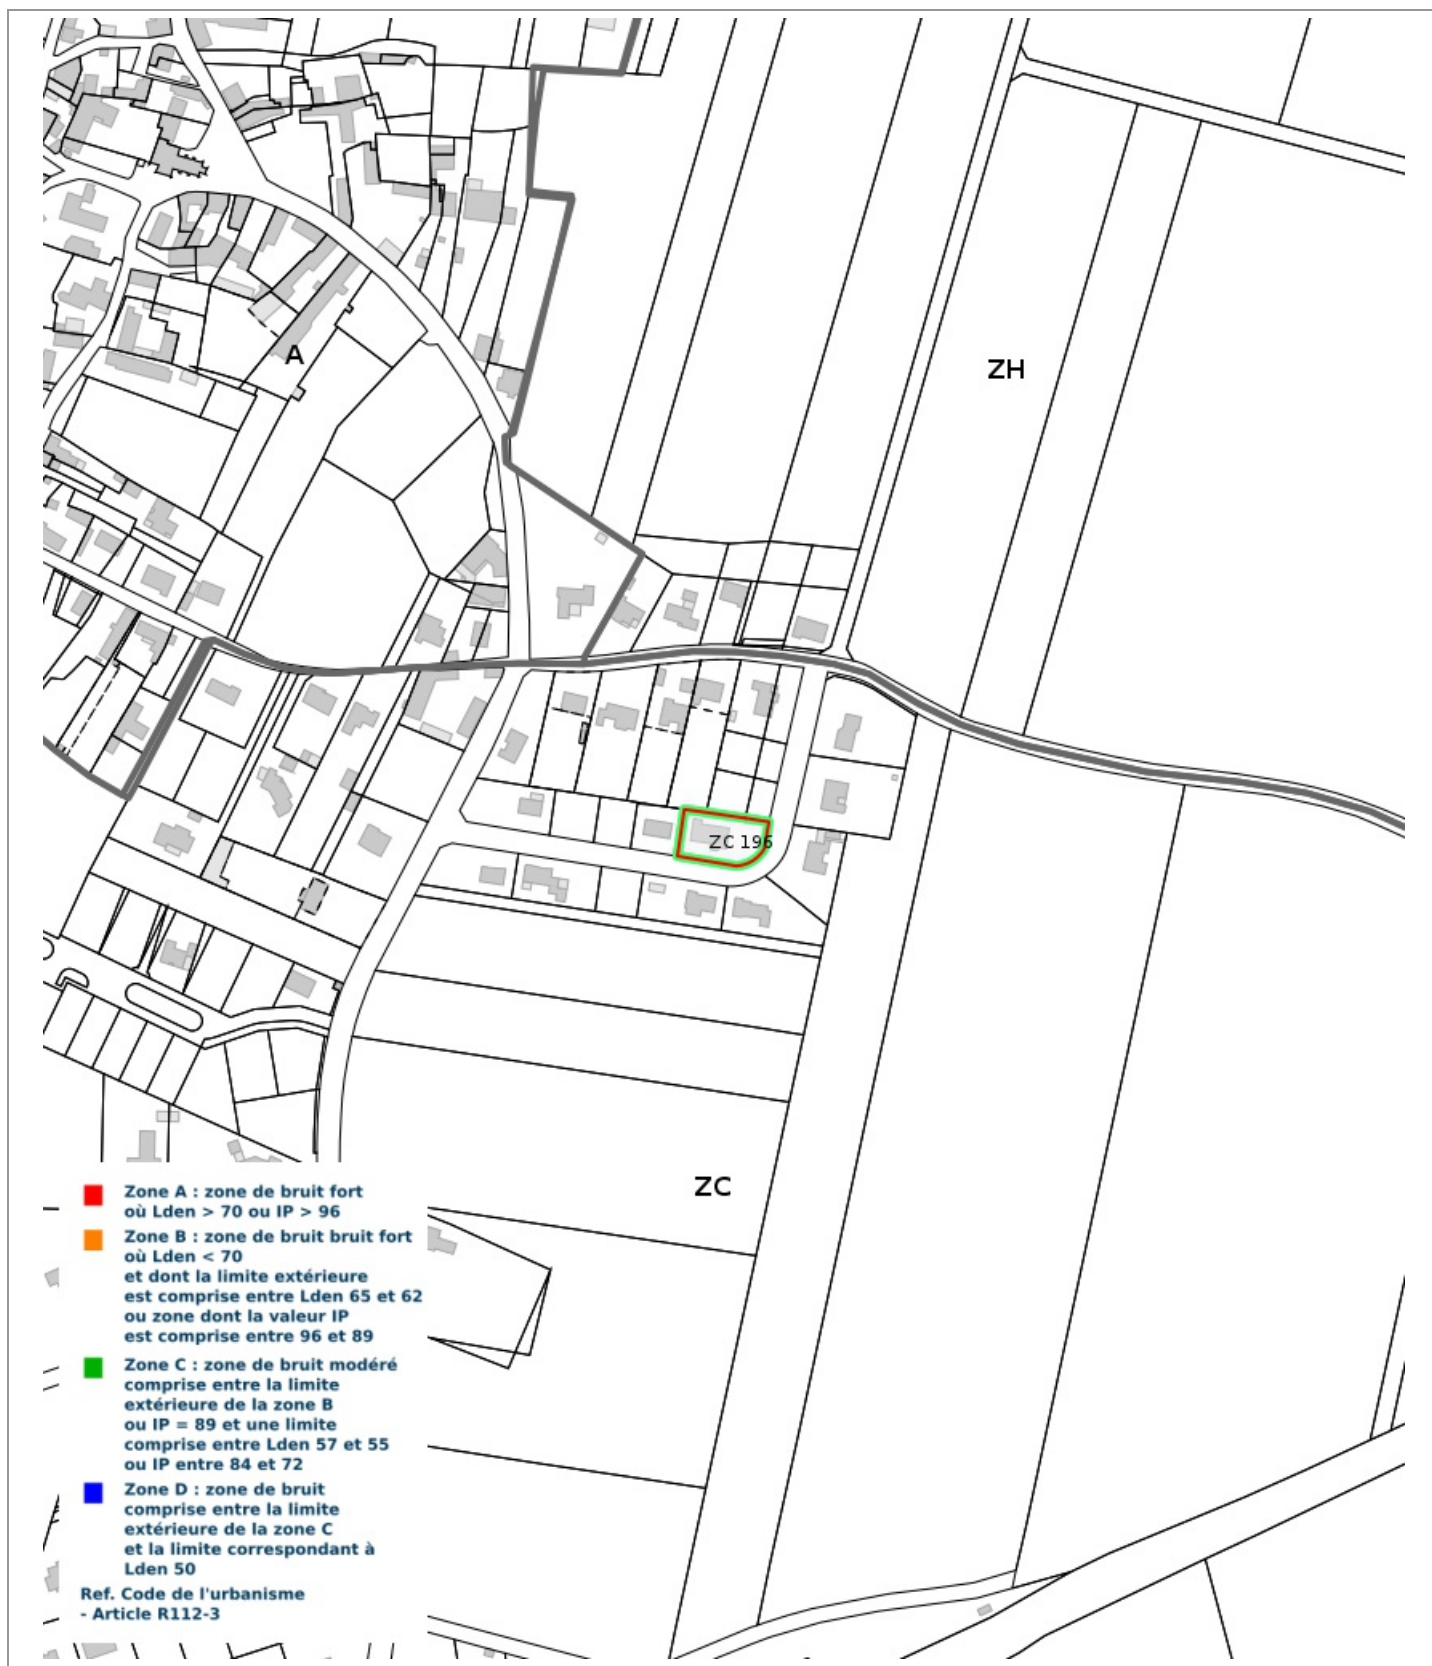 A
ZH
ZC 196
ZC
Zone A : zone de bruit fort
où Lden > 70 ou IP > 96
Zone B : zone de bruit bruit fort
où Lden < 70
et dont la limite extérieure
est comprise entre Lden 65 et 62
ou zone dont la valeur IP
est comprise entre 96 et 89
Zone C : zone de bruit modéré
comprise entre la limite
extérieure de la zone B
ou IP = 89 et une limite
comprise entre Lden 57 et 55
ou IP entre 84 et 72
Zone D : zone de bruit
comprise entre la limite
extérieure de la zone C
et la limite correspondant à
Lden 50
Ref. Code de l'urbanisme
- Article R112-3